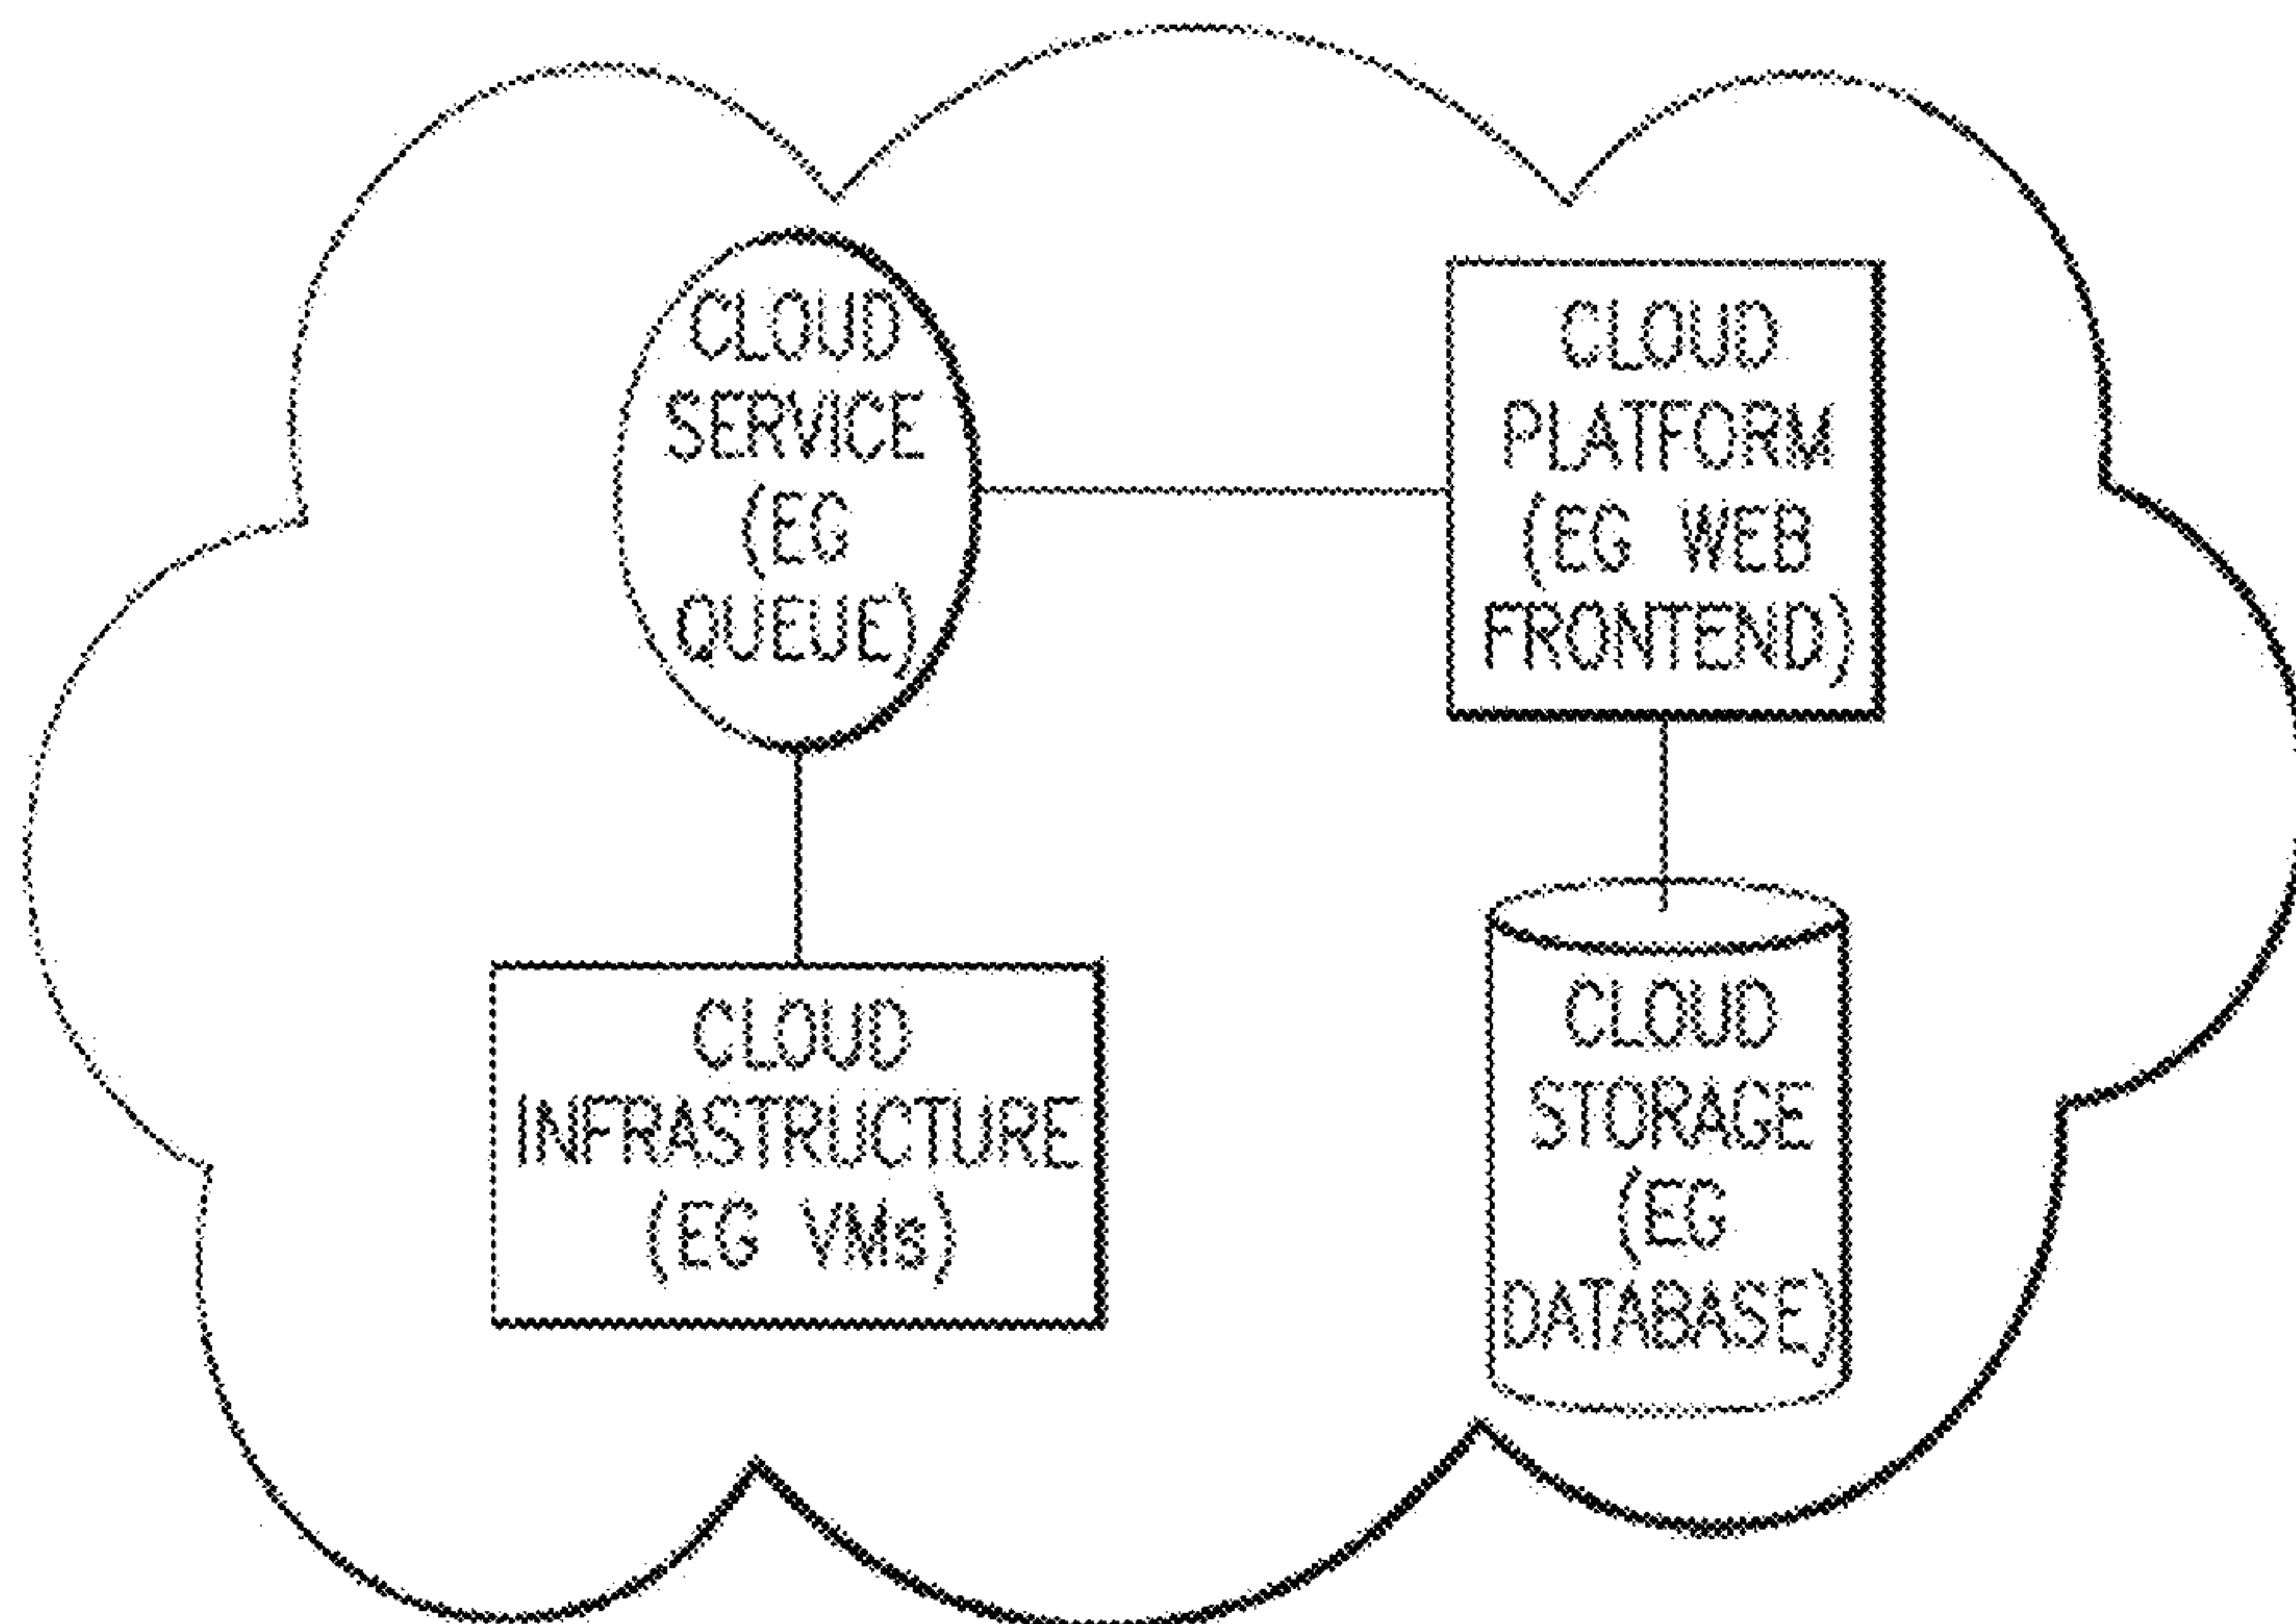 CLOUD
SERVICE
(EG
QUEUE)
CLOUD
PLATFORM
(EG WEB
FRONTEND)
CLOUD
INFRASTRUCTURE
(EG VMs)
CLOUD
STORAGE
(EG
DATABASE)